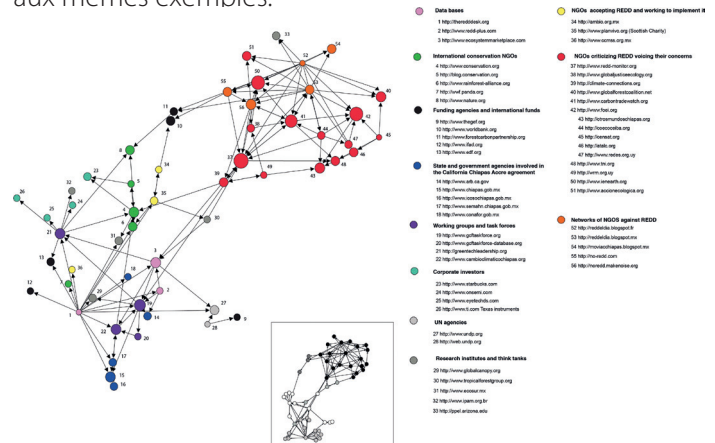 aux mêmes exemples.
Data bases
1 http://thereddesk.org
2 http://www.redd-plus.com
3 http://www.ecosystemmarketplace.com
International conservation NGOs
4 http://www.conservation.org
5 http://blog.conservation.org
6 http://www.rainforest-alliance.org
7 http://wwf.panda.org
8 http://www.nature.org
Funding agencies and international funds
9 http://www.thegef.org
10 http://www.worldbank.org
11 http://www.forestcarbonpartnership.org
12 http://www.ifad.org
13 http://www.edf.org
State and government agencies involved in
the California Chiapas Accre agreement
14 http://www.arb.ca.gov
15 http://www.chiapas.gob.mx
16 http://www.icosochiapas.gob.mx
17 http://www.semahn.chiapas.gob.mx
18 http://www.conafor.gob.mx
Working groups and task forces
19 http://www.gcftaskforce.org
20 http://www.gcftaskforce-database.org
21 http://greentechleadership.org
22 http://www.cambioclimaticochiapas.org
Corporate investors
23 http://www.starbucks.com
24 http://www.cescent.com
25 http://www.eyestechds.com
26 http://www.ti.com Texas instruments
UN agencies
27 http://www.undp.org
28 http://web.undp.org
Research institutes and think tanks
29 http://www.globalcanopy.org
30 http://www.tropicalforestgroup.org
31 http://www.ecosur.mx
32 http://www.ipam.org.br
33 http://ppel.arizona.edu
NGOs accepting REDD and working to implement it
34 http://ambio.org.mx
35 http://www.planvivo.org (Scottish Charity)
36 http://www.ccmss.org.mx
NGOs criticizing REDD voicing their concerns
37 http://www.redd-monitor.org
38 http://www.globaljusticeecology.org
39 http://climate-connections.org
40 http://www.globalforestcoalition.net
41 http://www.carbontradewatch.org
42 http://www.foei.org
43 http://otrosmundoschiapas.org
44 http://coecoceiba.org
45 http://censat.org
46 http://atalc.org
47 http://www.redes.org.uy
48 http://www.tni.org
49 http://wrm.org.uy
50 http://www.ienearth.org
51 http://www.accionecologica.org
Networks of NGOS against REDD
52 http://reddeldia.blogspot.fr
53 http://reddeldia.blogspot.mx
54 http://moviacchiapas.blogspot.mx
55 http://no-redd.com
56 http://noredd.makenoise.org